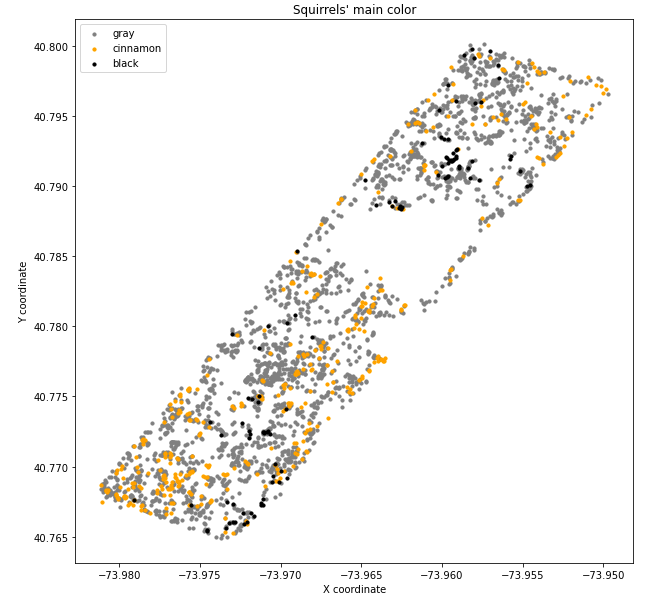 Squirrels' main color
gray
cinnamon
black
40.800
40.795
40.790
40.785
40.780
40.775
40.770
40.765
Y coordinate
−73.980 −73.975 −73.970 −73.965 −73.960 −73.955 −73.950
X coordinate